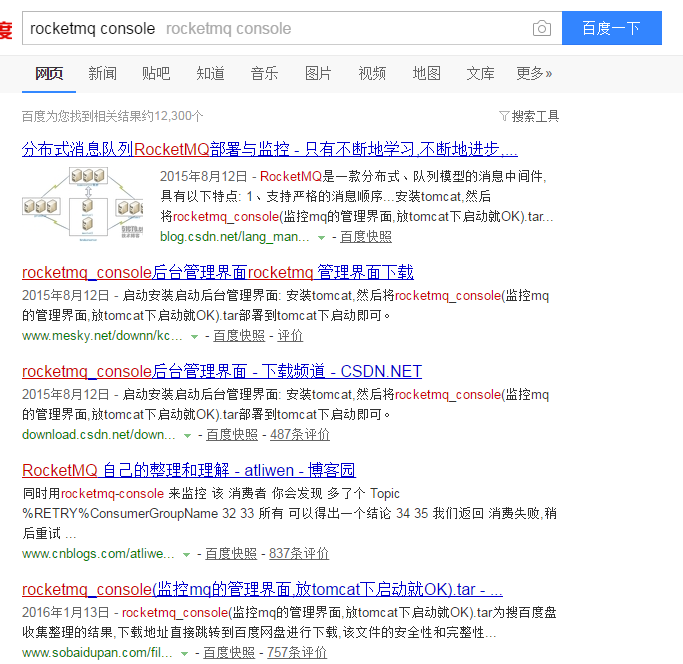 度 rocketmq console rocketmq console 百度一下
网页 新闻 贴吧 知道 音乐 图片 视频 地图 文库 更多»
百度为您找到相关结果约12,300个 搜索工具
分布式消息队列RocketMQ部署与监控 - 只有不断地学习,不断地进步,...
2015年8月12日 - RocketMQ是一款分布式、队列模型的消息中间件,
具有以下特点: 1、支持严格的消息顺序...安装tomcat,然后
将rocketmq_console(监控mq的管理界面,放tomcat下启动就OK).tar...
blog.csdn.net/lang_man... - 百度快照
rocketmq_console后台管理界面rocketmq 管理界面下载
2015年8月12日 - 启动安装启动后台管理界面: 安装tomcat,然后将rocketmq_console(监控mq
的管理界面,放tomcat下启动就OK).tar部署到tomcat下启动即可。
www.mesky.net/downn/kc... - 百度快照 - 评价
rocketmq_console后台管理界面 - 下载频道 - CSDN.NET
2015年8月12日 - 启动安装启动后台管理界面: 安装tomcat,然后将rocketmq_console(监控mq
的管理界面,放tomcat下启动就OK).tar部署到tomcat下启动即可。
download.csdn.net/down... - 百度快照 - 487条评价
RocketMQ 自己的整理和理解 - atliwen - 博客园
同时用rocketmq-console 来监控 该 消费者 你会发现 多了个 Topic
%RETRY%ConsumerGroupName 32 33 所有 可以得出一个结论 34 35 我们返回 消费失败,稍
后重试 ...
www.cnblogs.com/atliwe... - 百度快照 - 837条评价
rocketmq_console(监控mq的管理界面,放tomcat下启动就OK).tar - ...
2016年1月13日 - rocketmq_console(监控mq的管理界面,放tomcat下启动就OK).tar为搜百度盘
收集整理的结果,下载地址直接跳转到百度网盘进行下载,该文件的安全性和完整性...
www.sobaidupan.com/fil... - 百度快照 - 757条评价